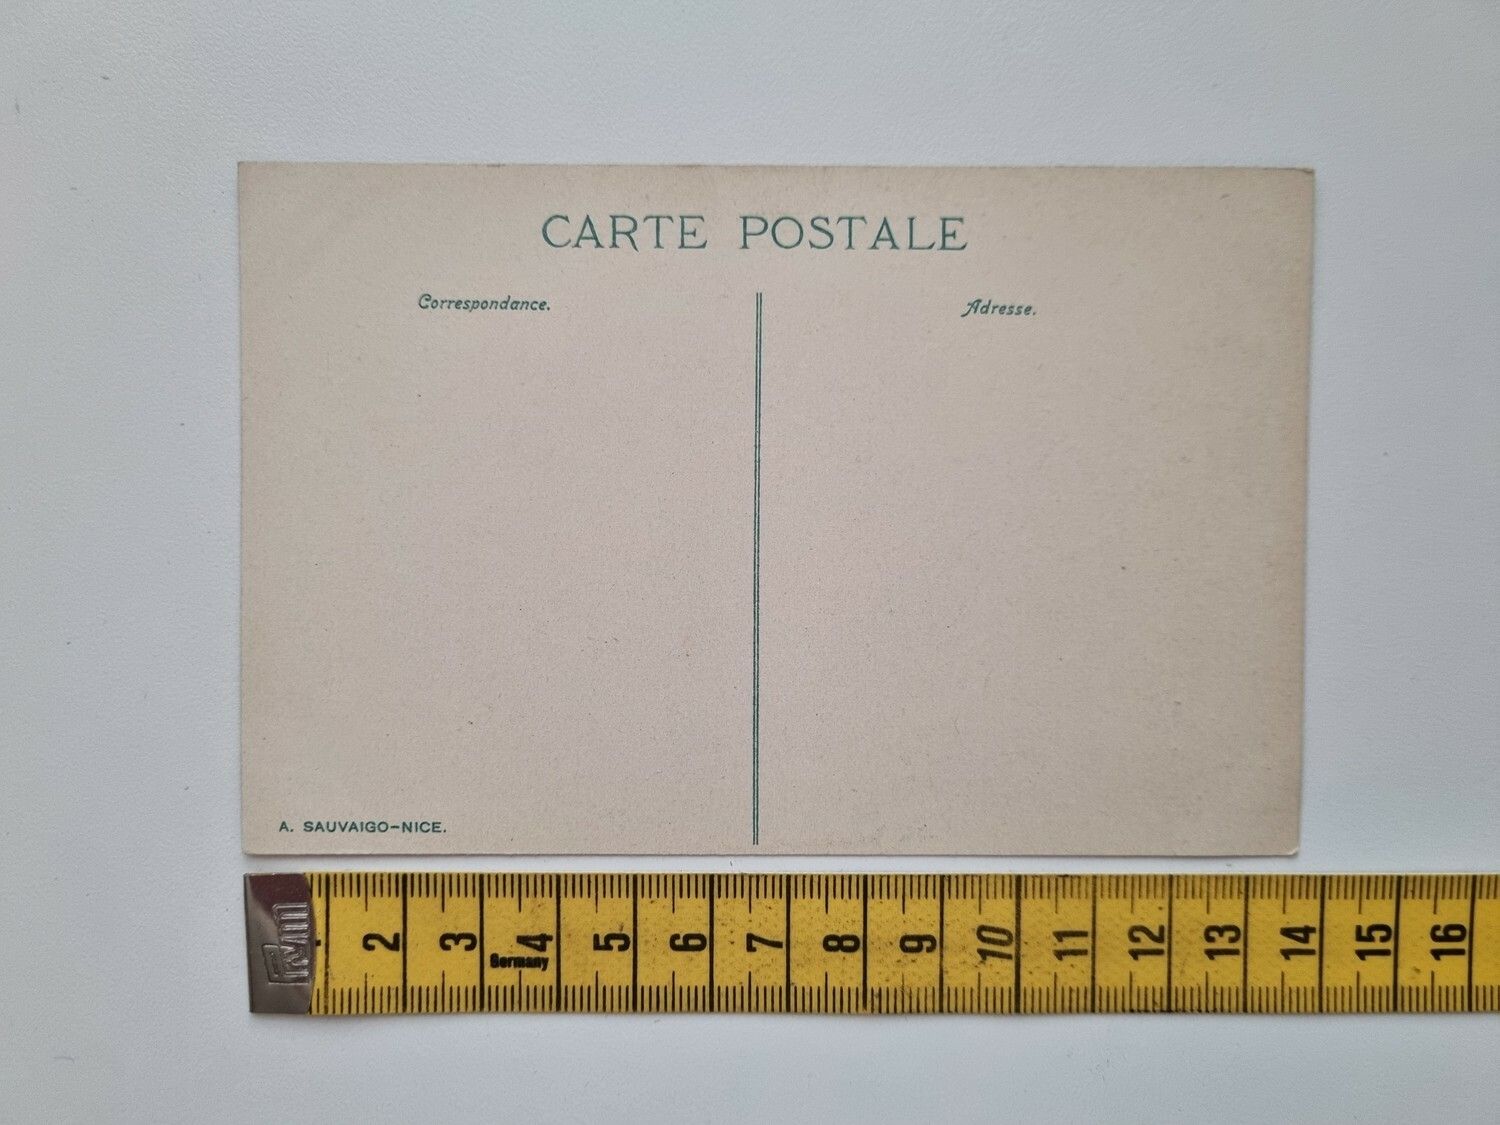 CARTE POSTALE
Correspondance.
Adresse.
A. SAUVAIGO-NICE.
2 3 4 5 6 7 8 9 10 11 12 13 14 15 16
Germany